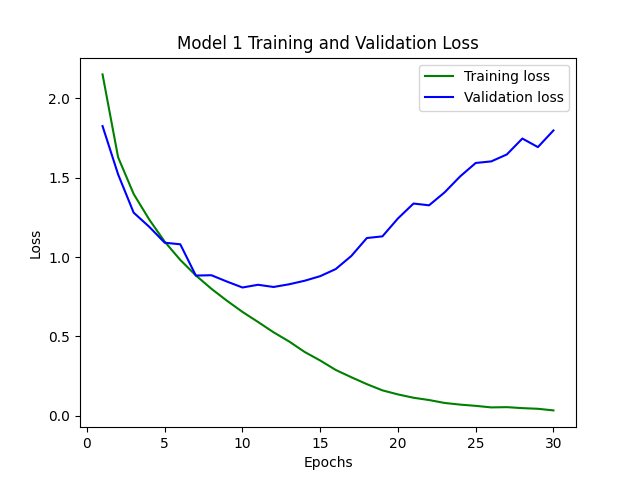 Model 1 Training and Validation Loss
Training loss
Validation loss
2.0
1.5
1.0
0.5
0.0
Loss
0 5 10 15 20 25 30
Epochs